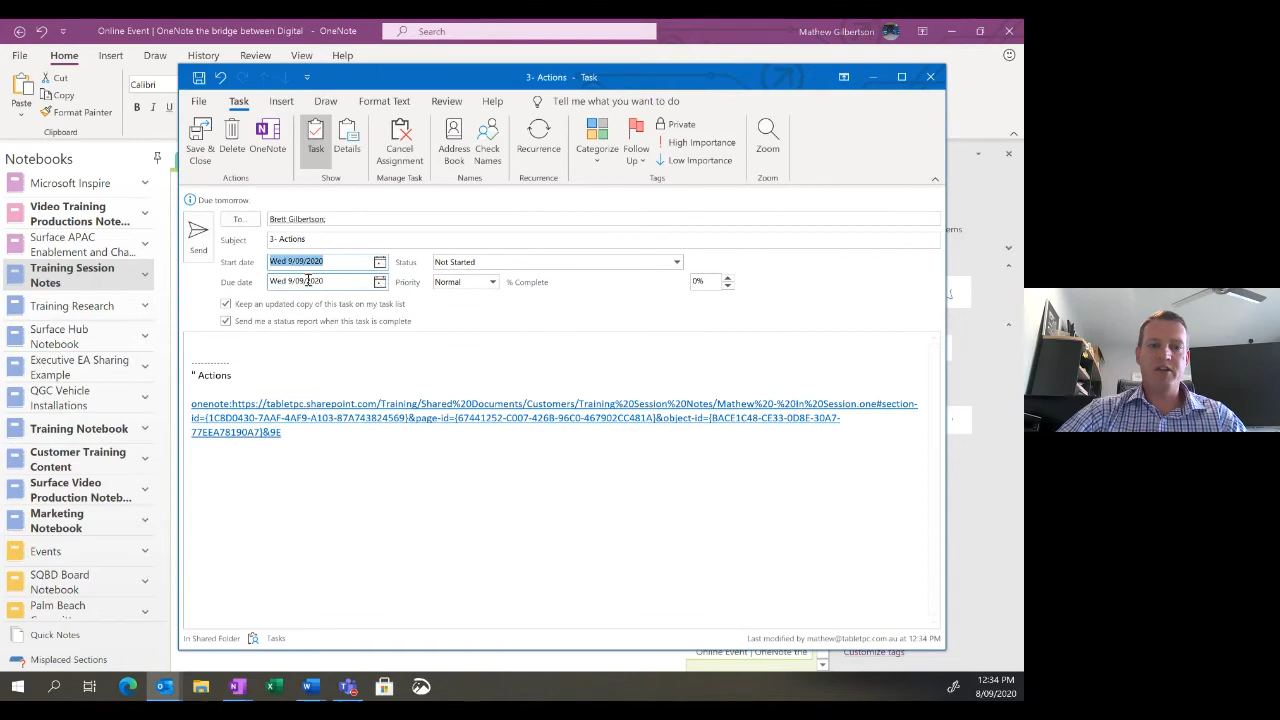 Online Event | OneNote the bridge between Digital - OneNote
Search
Mathew Gilbertson
File
Home
Insert
Draw
History
Review
View
Help
Paste
Cut
Copy
Format Painter
Calibri
B I U
Clipboard
Notebooks
Microsoft Inspire
Video Training
Productions Note...
Surface APAC
Enablement and Cha...
Training Session
Notes
Training Research
Surface Hub
Notebook
Executive EA Sharing
Example
QGC Vehicle
Installations
Training Notebook
Customer Training
Content
Surface Video
Production Noteb...
Marketing
Notebook
Events
SQBD Board
Notebook
Palm Beach
Quick Notes
Misplaced Sections
3- Actions - Task
File
Task
Insert
Draw
Format Text
Review
Help
Tell me what you want to do
Save &
Close
Delete
OneNote
Task
Details
Cancel
Assignment
Address
Book
Check
Names
Recurrence
Categorize
Follow
Up
Private
High Importance
Low Importance
Zoom
Actions
Show
Manage Task
Names
Recurrence
Tags
Zoom
Due tomorrow.
Send
To...
Brett Gilbertson;
Subject
3- Actions
Start date
Wed 9/09/2020
Status
Not Started
Due date
Wed 9/09/2020
Priority
Normal
% Complete
0%
Keep an updated copy of this task on my task list
Send me a status report when this task is complete
------------
" Actions
onenote:https://tabletpc.sharepoint.com/Training/Shared%20Documents/Customers/Training%20Session%20Notes/Mathew%20-%20In%20Session.one#section-
id={1C8D0430-7AAF-4AF9-A103-87A743824569}&page-id={67441252-C007-426B-96C0-467902CC481A}&object-id={BACE1C48-CE33-0D8E-30A7-
77EEA78190A7}&9E
In Shared Folder
Tasks
Last modified by mathew@tabletpc.com.au at 12:34 PM
Online Event | OneNote the
Customize tags
12:34 PM
8/09/2020